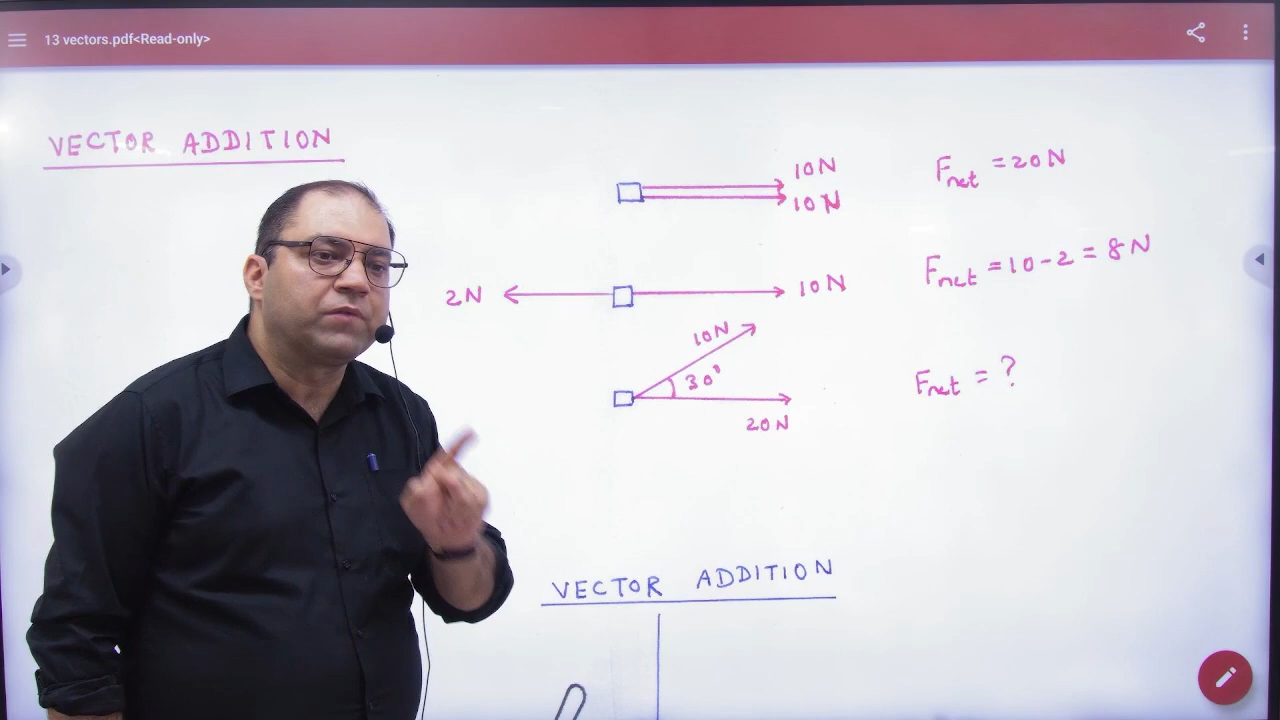 13 vectors.pdf<Read-only>
VECTOR ADDITION
10N
10N
Fnet = 20N
2N
10N
Fnet = 10 - 2 = 8N
10N
30°
20N
Fnet = ?
VECTOR ADDITION